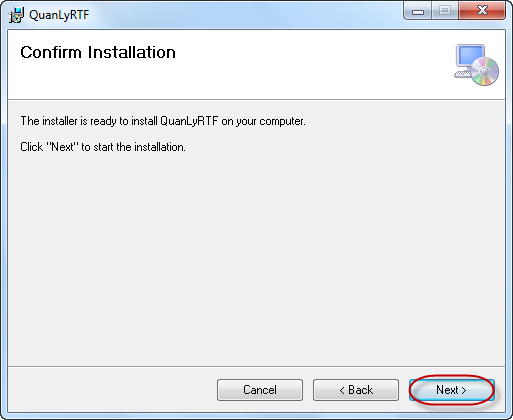 QuanLyRTF
Confirm Installation
The installer is ready to install QuanLyRTF on your computer.
Click "Next" to start the installation.
Cancel
< Back
Next >